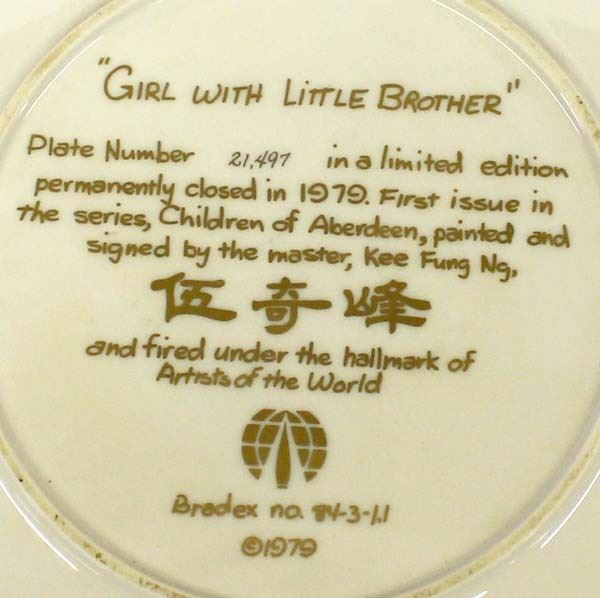 "GIRL WITH LITTLE BROTHER"
Plate Number 21,497 in a limited edition
permanently closed in 1979. First issue in
the series, Children of Aberdeen, painted and
signed by the master, Kee Fung Ng,
伍奇峰
and fired under the hallmark of
Artists of the World
Bradex no. 84-3-1.1
©1979